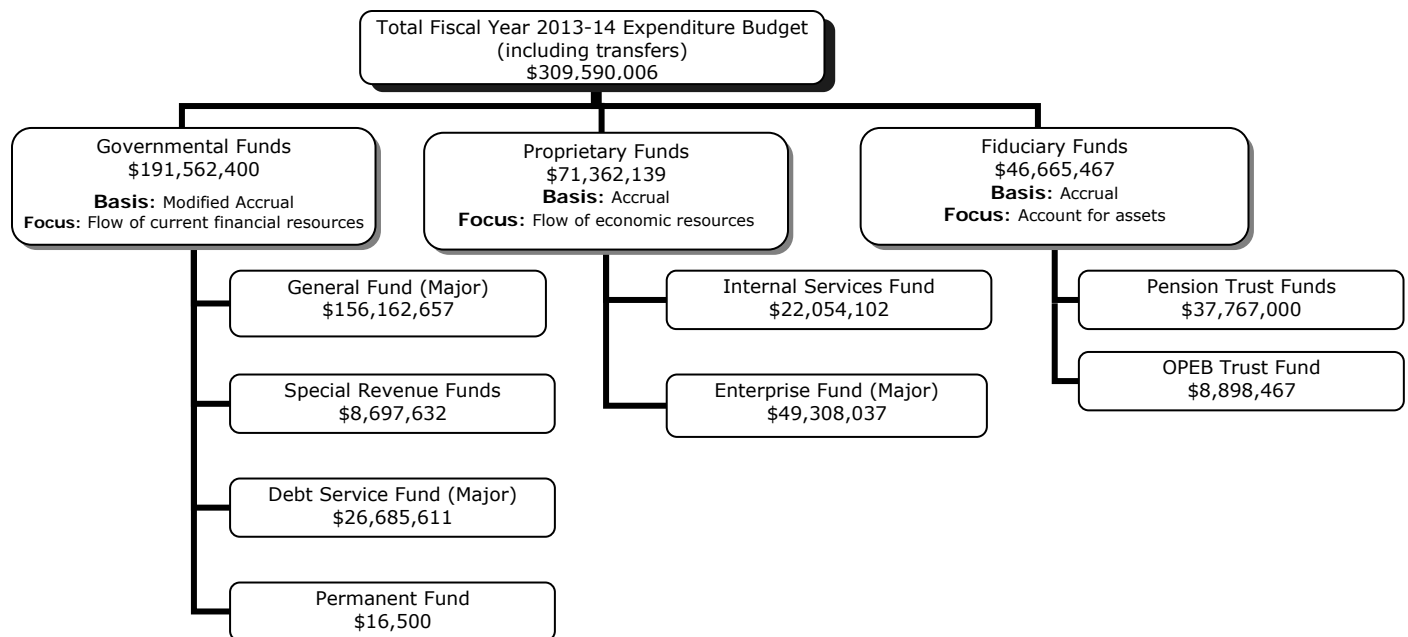 Total Fiscal Year 2013-14 Expenditure Budget
(including transfers)
$309,590,006
Governmental Funds
$191,562,400
Basis: Modified Accrual
Focus: Flow of current financial resources
Proprietary Funds
$71,362,139
Basis: Accrual
Focus: Flow of economic resources
Fiduciary Funds
$46,665,467
Basis: Accrual
Focus: Account for assets
General Fund (Major)
$156,162,657
Special Revenue Funds
$8,697,632
Debt Service Fund (Major)
$26,685,611
Permanent Fund
$16,500
Internal Services Fund
$22,054,102
Enterprise Fund (Major)
$49,308,037
Pension Trust Funds
$37,767,000
OPEB Trust Fund
$8,898,467